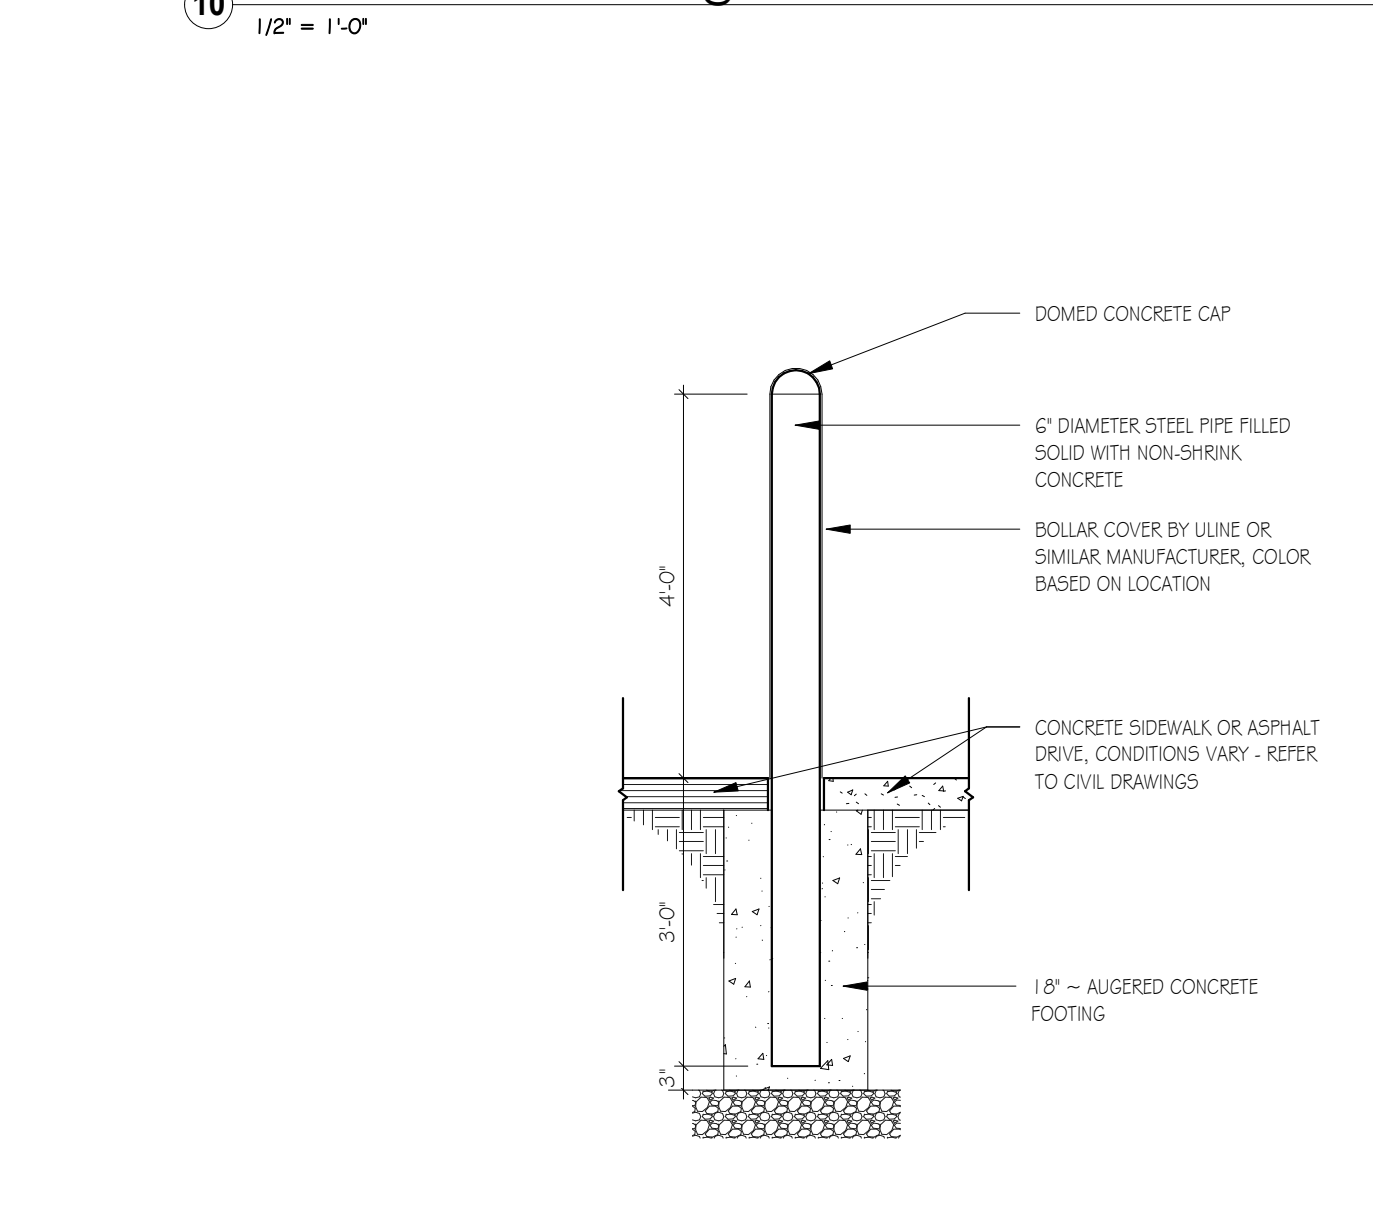 10
1/2" = 1'-0"
DOMED CONCRETE CAP
6" DIAMETER STEEL PIPE FILLED
SOLID WITH NON-SHRINK
CONCRETE
BOLLAR COVER BY ULINE OR
SIMILAR MANUFACTURER, COLOR
BASED ON LOCATION
4'-0"
CONCRETE SIDEWALK OR ASPHALT
DRIVE, CONDITIONS VARY - REFER
TO CIVIL DRAWINGS
3'-0"
18" ~ AUGERED CONCRETE
FOOTING
3"